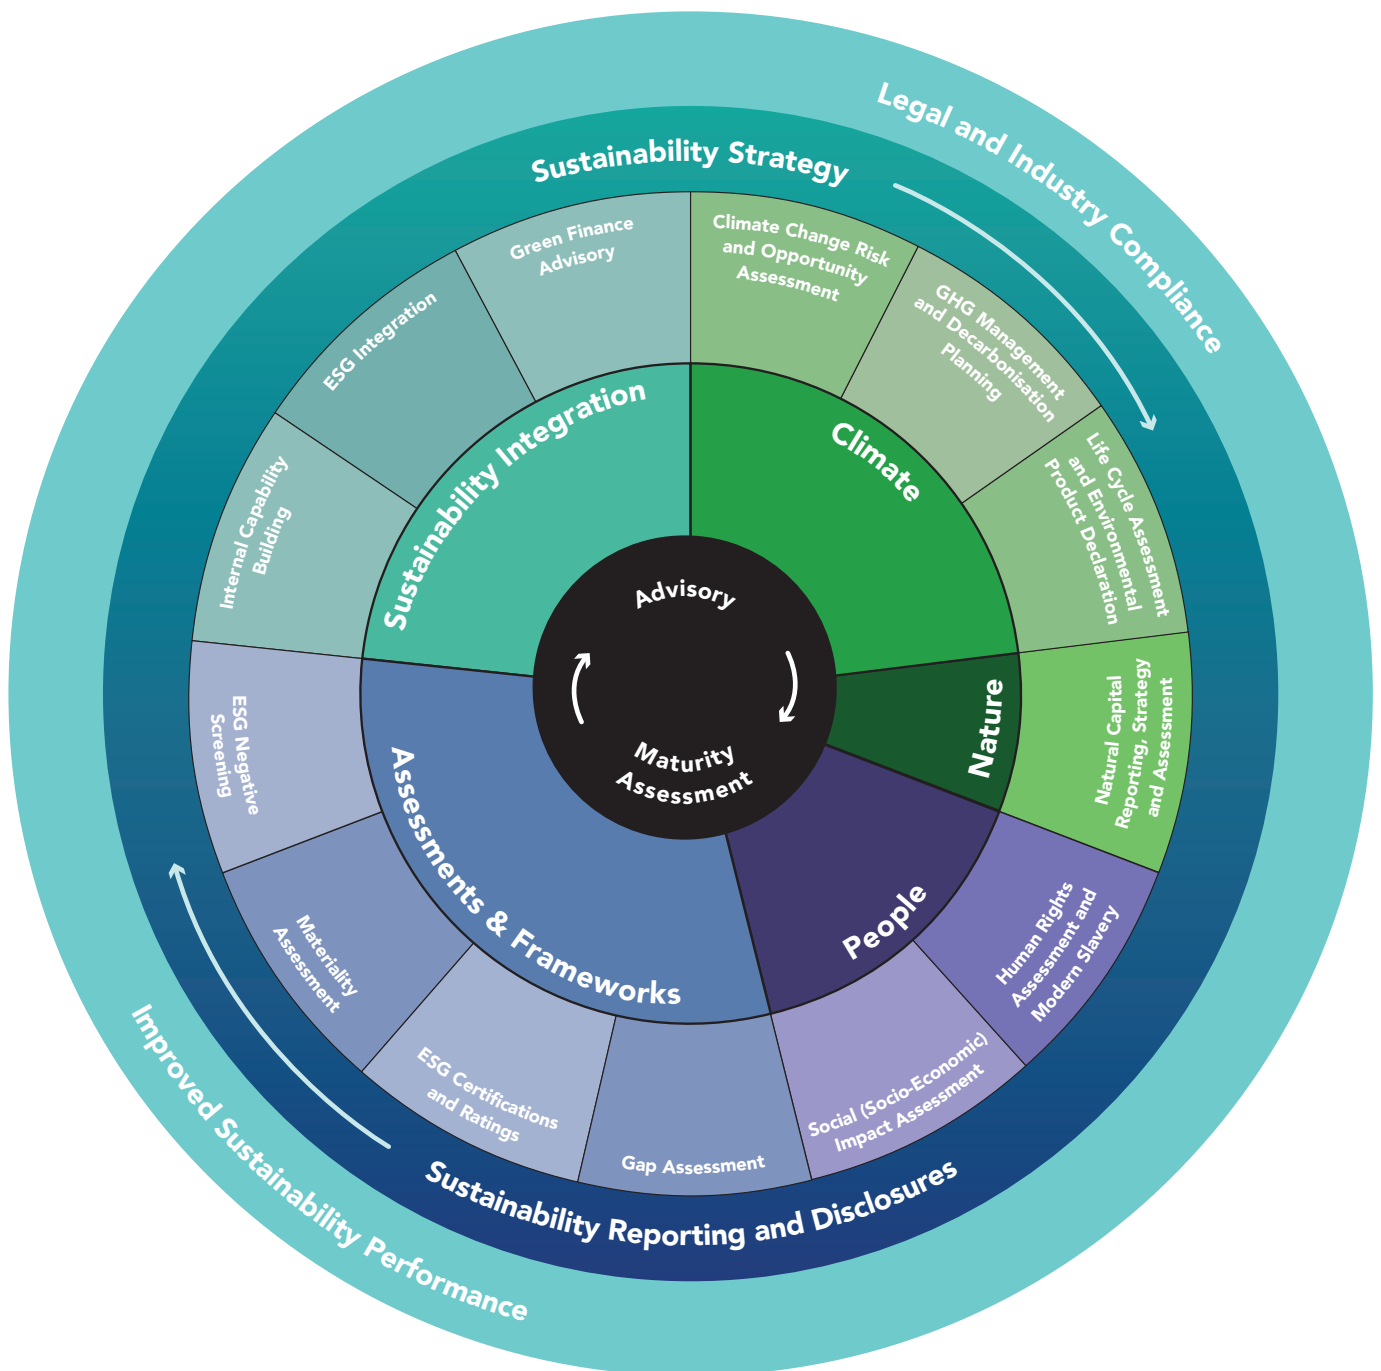 Legal and Industry Compliance
Sustainability Strategy
Green Finance
Advisory
Climate Change Risk
and Opportunity
Assessment
GHG Management
and Decarbonisation
Planning
Life Cycle Assessment
and Environmental
Product Declaration
Natural Capital
Reporting, Strategy
and Assessment
Human Rights
Assessment and
Modern Slavery
Social (Socio-Economic)
Impact Assessment
Gap Assessment
ESG Certifications
and Ratings
Materiality
Assessment
ESG Negative
Screening
Internal Capability
Building
ESG Integration
Sustainability Integration
Climate
Nature
People
Assessments & Frameworks
Advisory
Maturity
Assessment
Sustainability Reporting and Disclosures
Improved Sustainability Performance